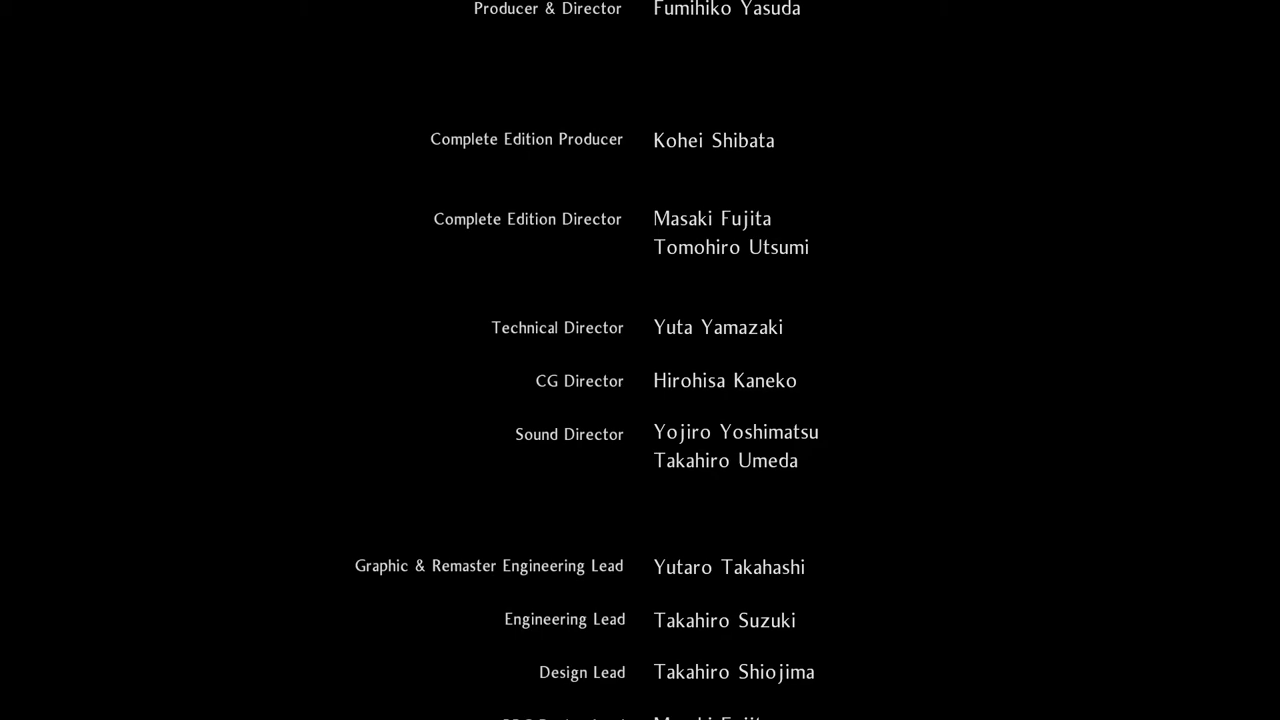 Producer & Director Fumihiko Yasuda
Complete Edition Producer Kohei Shibata
Complete Edition Director Masaki Fujita
Tomohiro Utsumi
Technical Director Yuta Yamazaki
CG Director Hirohisa Kaneko
Sound Director Yojiro Yoshimatsu
Takahiro Umeda
Graphic & Remaster Engineering Lead Yutaro Takahashi
Engineering Lead Takahiro Suzuki
Design Lead Takahiro Shiojima